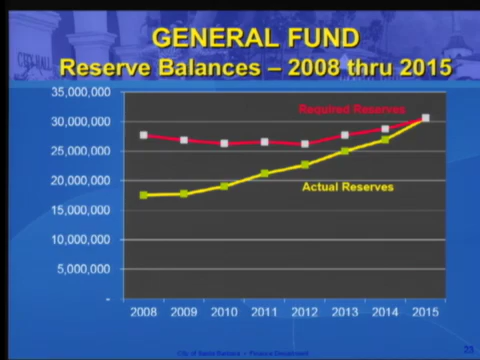 CITY HALL
GENERAL FUND
Reserve Balances – 2008 thru 2015
35,000,000
30,000,000
25,000,000
20,000,000
15,000,000
10,000,000
5,000,000
-
Required Reserves
Actual Reserves
2008 2009 2010 2011 2012 2013 2014 2015
City of Santa Barbara – Finance Department
23